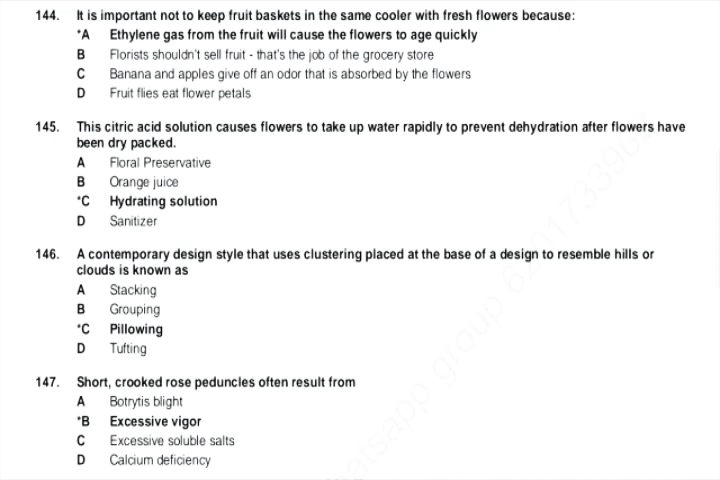 144. It is important not to keep fruit baskets in the same cooler with fresh flowers because:
*A Ethylene gas from the fruit will cause the flowers to age quickly
B Florists shouldn't sell fruit - that's the job of the grocery store
C Banana and apples give off an odor that is absorbed by the flowers
D Fruit flies eat flower petals
145. This citric acid solution causes flowers to take up water rapidly to prevent dehydration after flowers have
been dry packed.
A Floral Preservative
B Orange juice
*C Hydrating solution
D Sanitizer
146. A contemporary design style that uses clustering placed at the base of a design to resemble hills or
clouds is known as
A Stacking
B Grouping
*C Pillowing
D Tufting
147. Short, crooked rose peduncles often result from
A Botrytis blight
*B Excessive vigor
C Excessive soluble salts
D Calcium deficiency